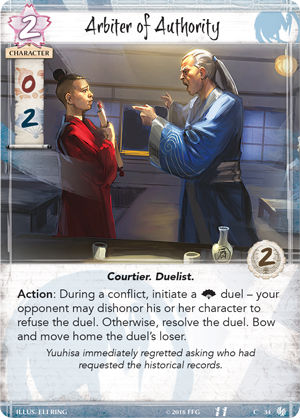 2
Arbiter of Authority
CHARACTER
0
2
2
Courtier. Duelist.
Action: During a conflict, initiate a duel – your
opponent may dishonor his or her character to
refuse the duel. Otherwise, resolve the duel. Bow
and move home the duel's loser.
Yuuhisa immediately regretted asking who had
requested the historical records.
ILLUS. ELI RING
© 2018 FFG
11
C 34